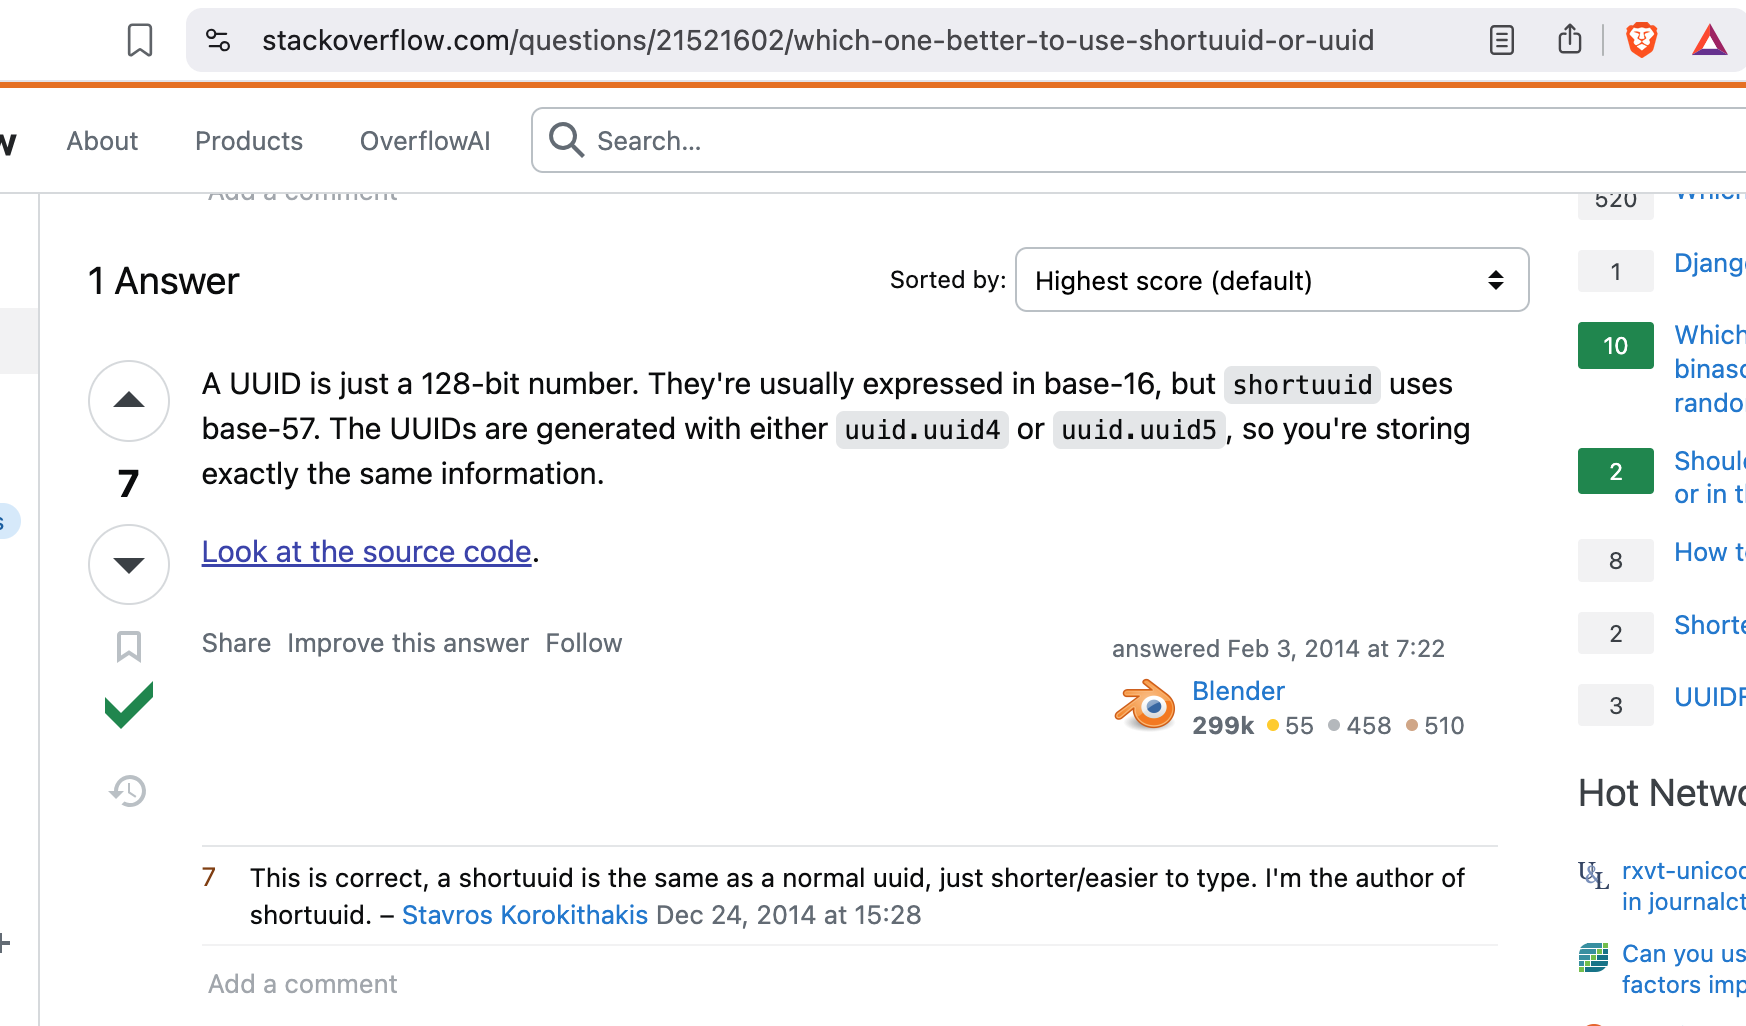 stackoverflow.com/questions/21521602/which-one-better-to-use-shortuuid-or-uuid
w About Products OverflowAI Search...
Add a comment
1 Answer
Sorted by: Highest score (default)
A UUID is just a 128-bit number. They're usually expressed in base-16, but shortuuid uses
base-57. The UUIDs are generated with either uuid.uuid4 or uuid.uuid5, so you're storing
exactly the same information.
7
Look at the source code.
Share Improve this answer Follow
answered Feb 3, 2014 at 7:22
Blender
299k 55 458 510
7 This is correct, a shortuuid is the same as a normal uuid, just shorter/easier to type. I'm the author of
shortuuid. – Stavros Korokithakis Dec 24, 2014 at 15:28
Add a comment
520 Which
1 Djang
10 Which
binasc
rando
2 Shoul
or in t
8 How t
2 Short
3 UUIDF
Hot Netwo
U&L rxvt-unicod
in journalct
Can you us
factors imp